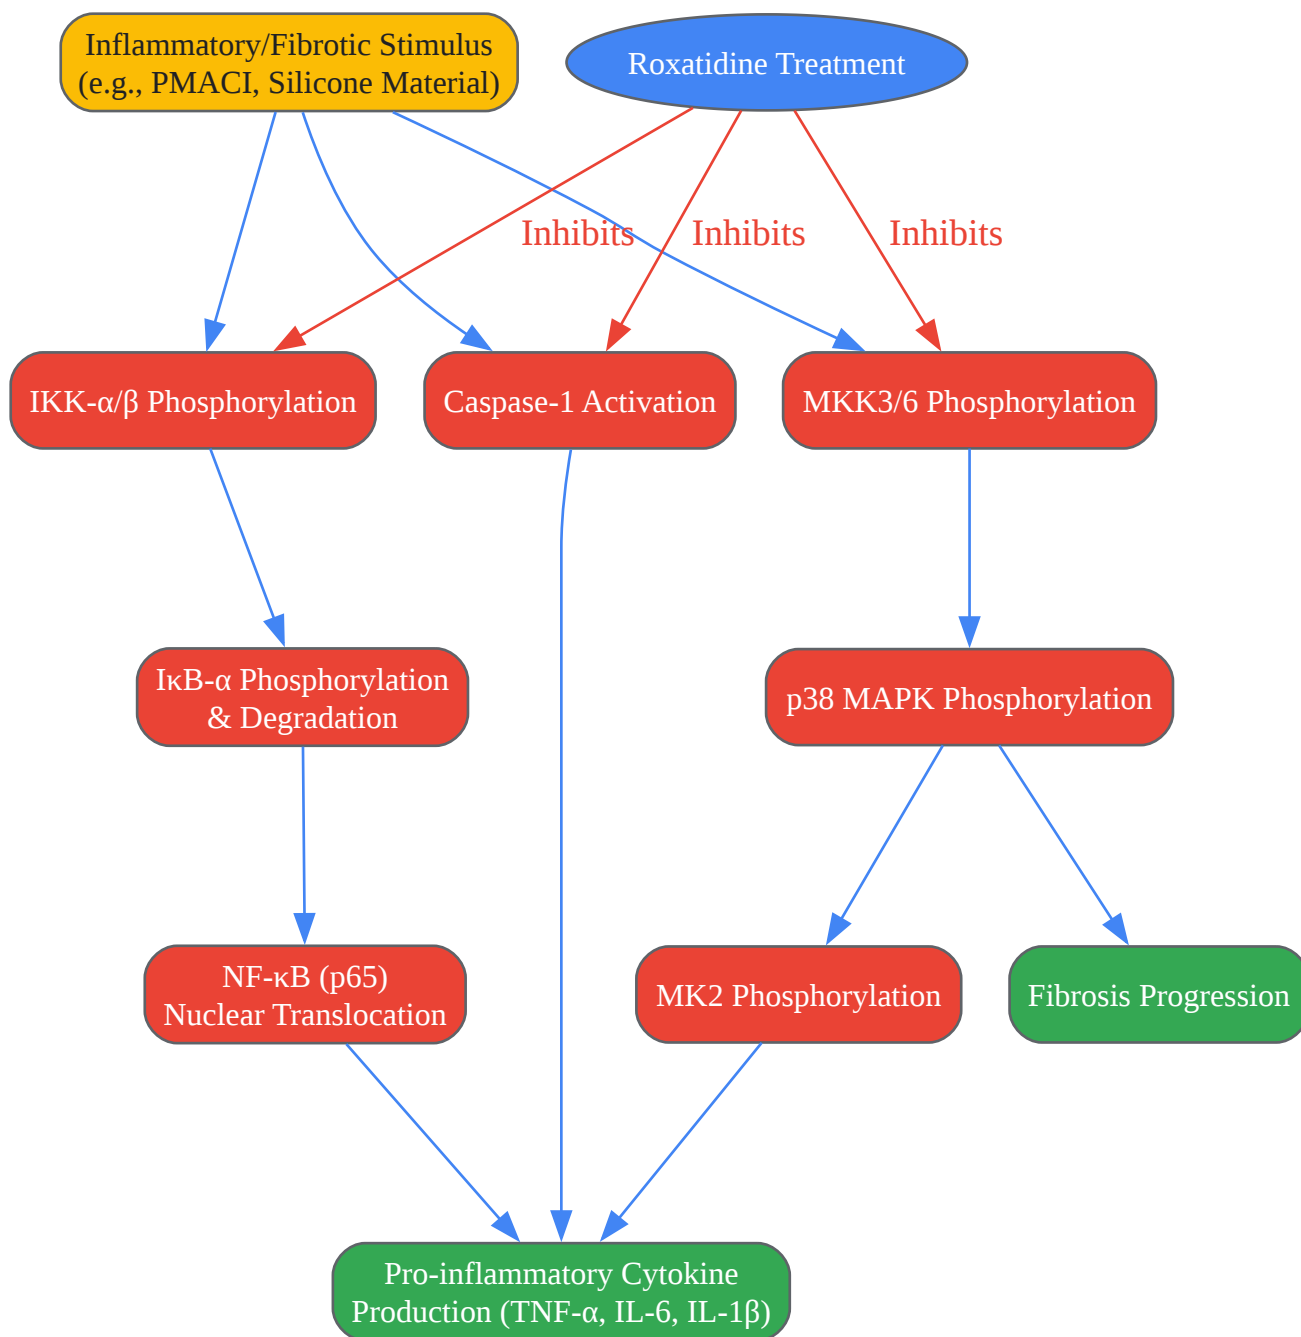 Inflammatory/Fibrotic Stimulus
(e.g., PMACI, Silicone Material)
Roxatidine Treatment
Inhibits
Inhibits
Inhibits
IKK-α/β Phosphorylation
Caspase-1 Activation
MKK3/6 Phosphorylation
IκB-α Phosphorylation
& Degradation
p38 MAPK Phosphorylation
NF-κB (p65)
Nuclear Translocation
MK2 Phosphorylation
Fibrosis Progression
Pro-inflammatory Cytokine
Production (TNF-α, IL-6, IL-1β)